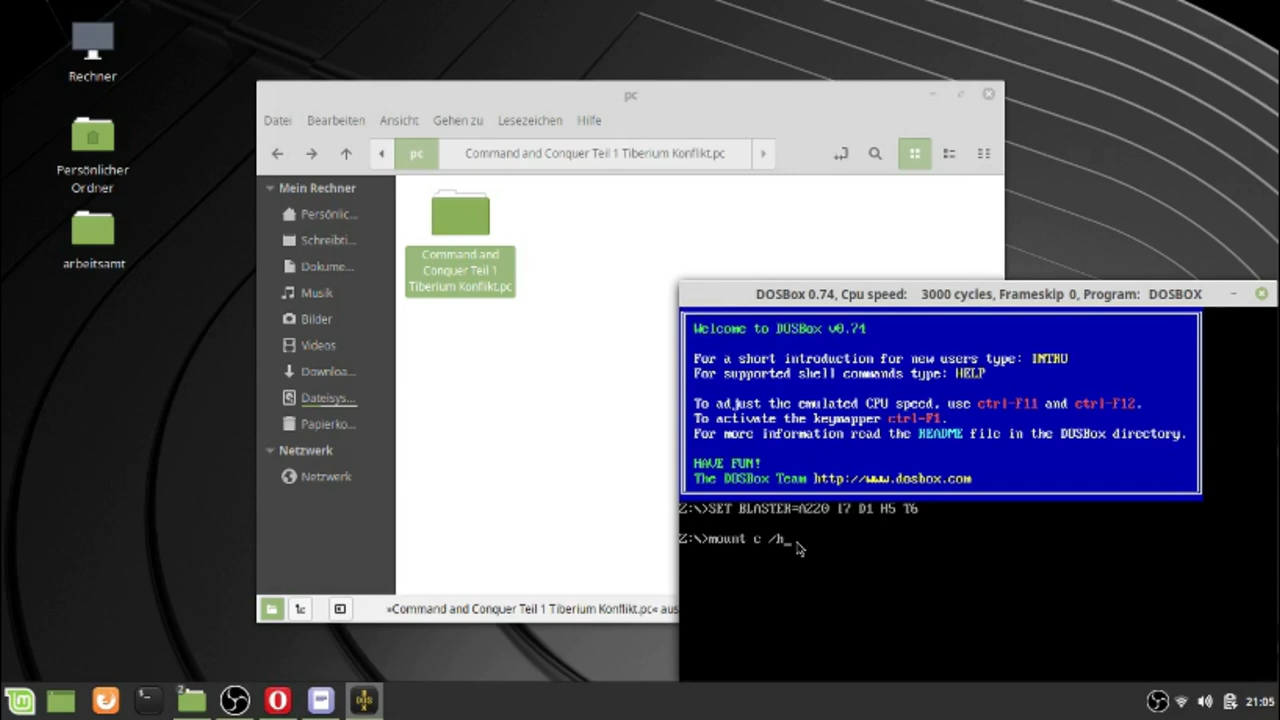 Rechner
Persönlicher
Ordner
arbeitsamt
pc
Datei Bearbeiten Ansicht Gehen zu Lesezeichen Hilfe
pc Command and Conquer Teil 1 Tiberium Konflikt.pc
Mein Rechner
Persönlic...
Schreibti...
Dokume...
Musik
Bilder
Videos
Downloa...
Dateisys...
Papierko...
Netzwerk
Netzwerk
Command and
Conquer Teil 1
Tiberium Konflikt.pc
»Command and Conquer Teil 1 Tiberium Konflikt.pc« aus
DOSBox 0.74, Cpu speed: 3000 cycles, Frameskip 0, Program: DOSBOX
Welcome to DOSBox v0.74
For a short introduction for new users type: INTRO
For supported shell commands type: HELP
To adjust the emulated CPU speed, use ctrl-F11 and ctrl-F12.
To activate the keymapper ctrl-F1.
For more information read the README file in the DOSBox directory.
HAVE FUN!
The DOSBox Team http://www.dosbox.com
Z:\>SET BLASTER=A220 I7 D1 H5 T6
Z:\>mount c /h_
2
21:05